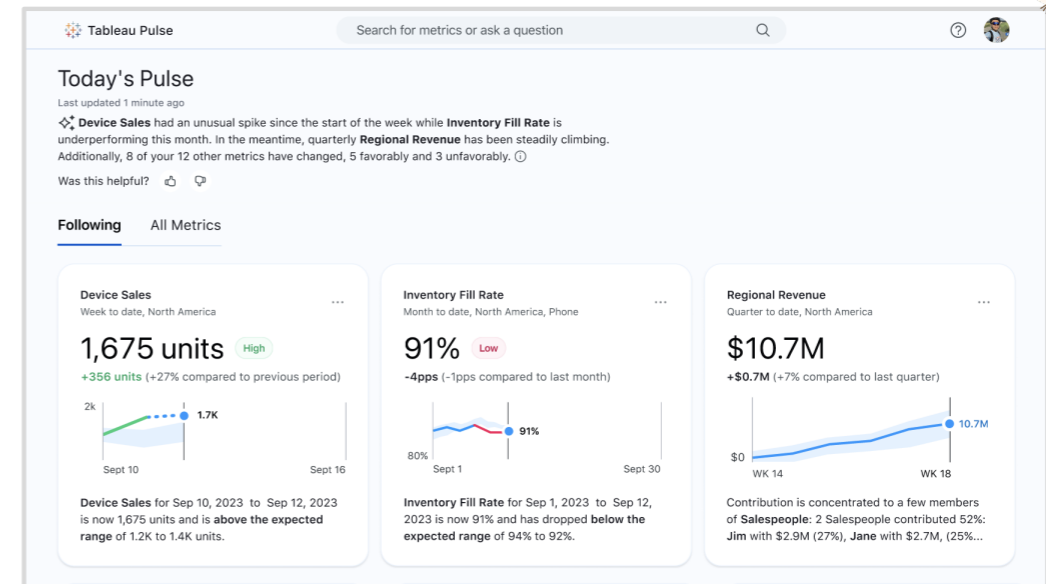 Tableau Pulse
Search for metrics or ask a question
Today's Pulse
Last updated 1 minute ago
Device Sales had an unusual spike since the start of the week while Inventory Fill Rate is
underperforming this month. In the meantime, quarterly Regional Revenue has been steadily climbing.
Additionally, 8 of your 12 other metrics have changed, 5 favorably and 3 unfavorably.
Was this helpful?
Following All Metrics
Device Sales
Week to date, North America
1,675 units High
+356 units (+27% compared to previous period)
2k
1.7K
Sept 10 Sept 16
Device Sales for Sep 10, 2023 to Sep 12, 2023
is now 1,675 units and is above the expected
range of 1.2K to 1.4K units.
Inventory Fill Rate
Month to date, North America, Phone
91% Low
-4pps (-1pps compared to last month)
91%
80%
Sept 1 Sept 30
Inventory Fill Rate for Sep 1, 2023 to Sep 12,
2023 is now 91% and has dropped below the
expected range of 94% to 92%.
Regional Revenue
Quarter to date, North America
$10.7M
+$0.7M (+7% compared to last quarter)
10.7M
$0
WK 14 WK 18
Contribution is concentrated to a few members
of Salespeople: 2 Salespeople contributed 52%:
Jim with $2.9M (27%), Jane with $2.7M, (25%...